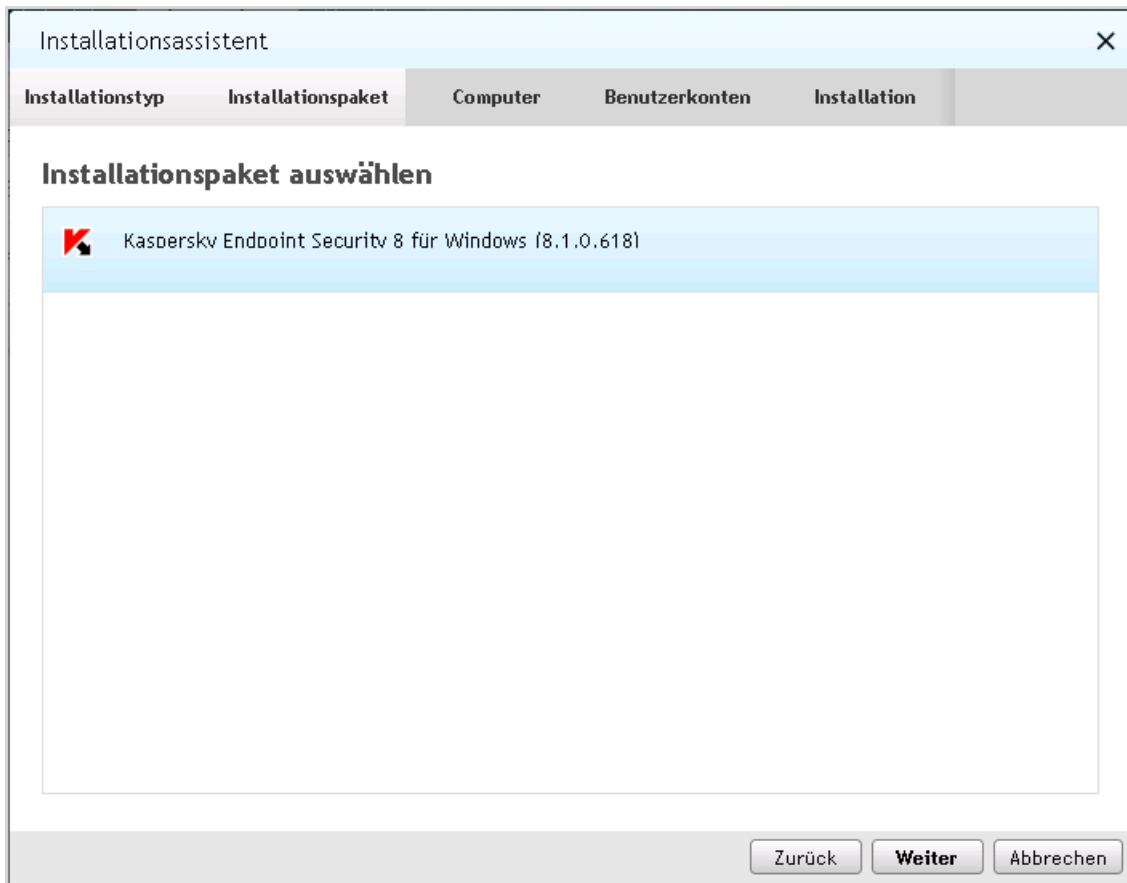 Installationsassistent
Installationstyp Installationspaket Computer Benutzerkonten Installation
Installationspaket auswählen
Kaspersky Endpoint Security 8 für Windows (8.1.0.618)
Zurück Weiter Abbrechen